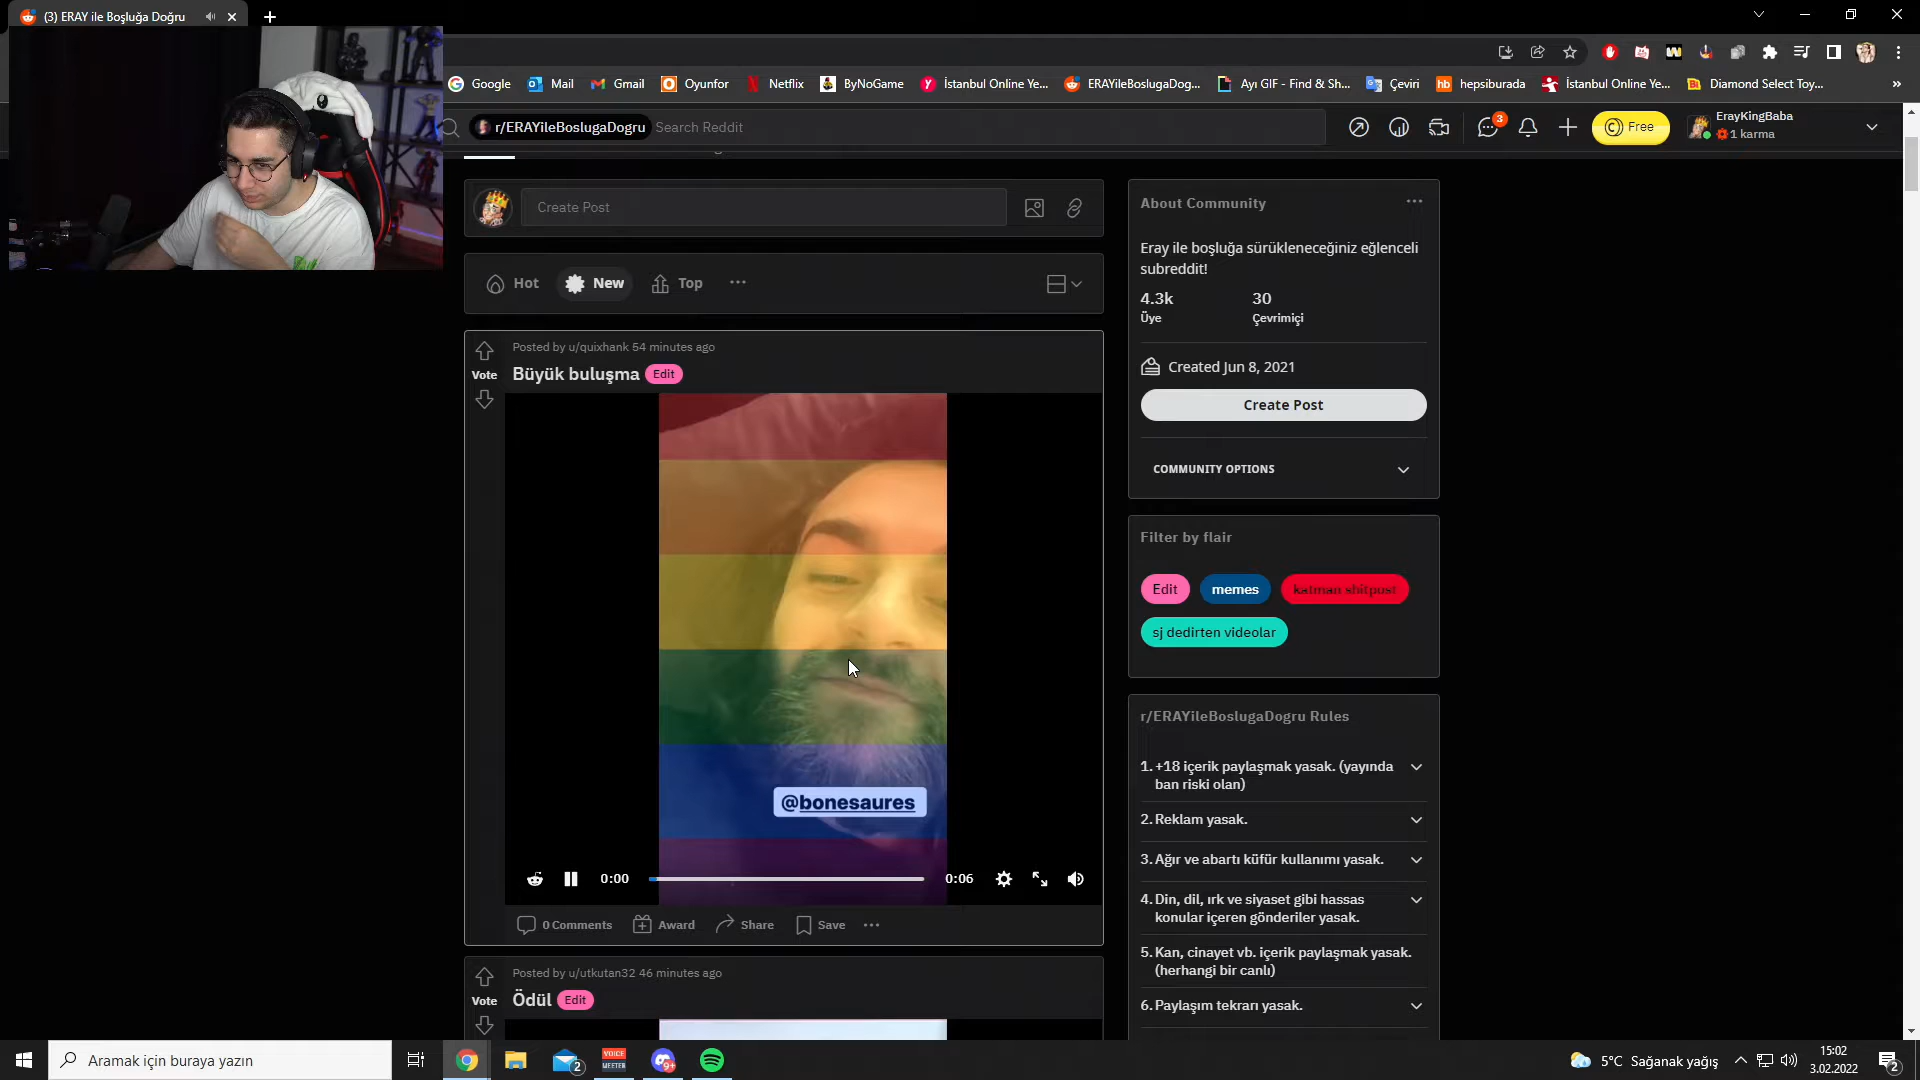 (3) ERAY ile Boşluğa Doğru
Google
Mail
Gmail
Oyunfor
Netflix
ByNoGame
İstanbul Online Ye...
ERAYileBoslugaDog...
Ayı GIF - Find & Sh...
Çeviri
hepsiburada
İstanbul Online Ye...
Diamond Select Toy...
r/ERAYileBoslugaDogru Search Reddit
3
Free
ErayKingBaba
1 karma
Create Post
Hot
New
Top
Posted by u/quixhank 54 minutes ago
Vote
Büyük buluşma Edit
@bonesaures
0:00
0:06
0 Comments
Award
Share
Save
Posted by u/utkutan32 46 minutes ago
Vote
Ödül Edit
About Community
Eray ile boşluğa sürükleneceğiniz eğlenceli
subreddit!
4.3k 30
Üye Çevrimiçi
Created Jun 8, 2021
Create Post
COMMUNITY OPTIONS
Filter by flair
Edit memes katman shitpost
sj dedirten videolar
r/ERAYileBoslugaDogru Rules
1. +18 içerik paylaşmak yasak. (yayında
ban riski olan)
2. Reklam yasak.
3. Ağır ve abartı küfür kullanımı yasak.
4. Din, dil, ırk ve siyaset gibi hassas
konular içeren gönderiler yasak.
5. Kan, cinayet vb. içerik paylaşmak yasak.
(herhangi bir canlı)
6. Paylaşım tekrarı yasak.
Aramak için buraya yazın
2
VOICE
MEETER
9+
5°C Sağanak yağış
15:02
3.02.2022
2